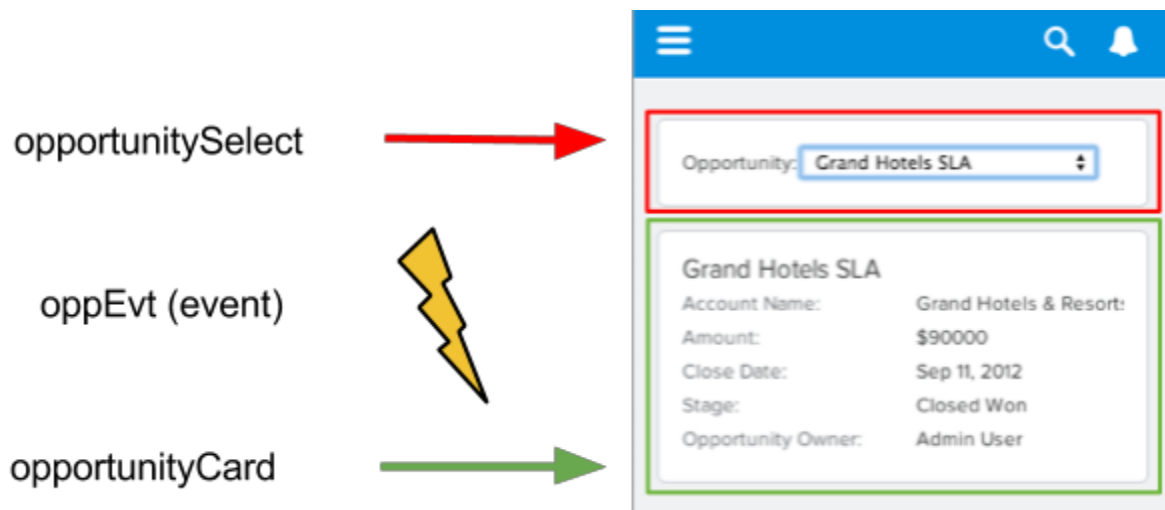 opportunitySelect
Opportunity: Grand Hotels SLA
oppEvt (event)
Grand Hotels SLA
Account Name: Grand Hotels & Resorts
Amount: $90000
Close Date: Sep 11, 2012
Stage: Closed Won
Opportunity Owner: Admin User
opportunityCard